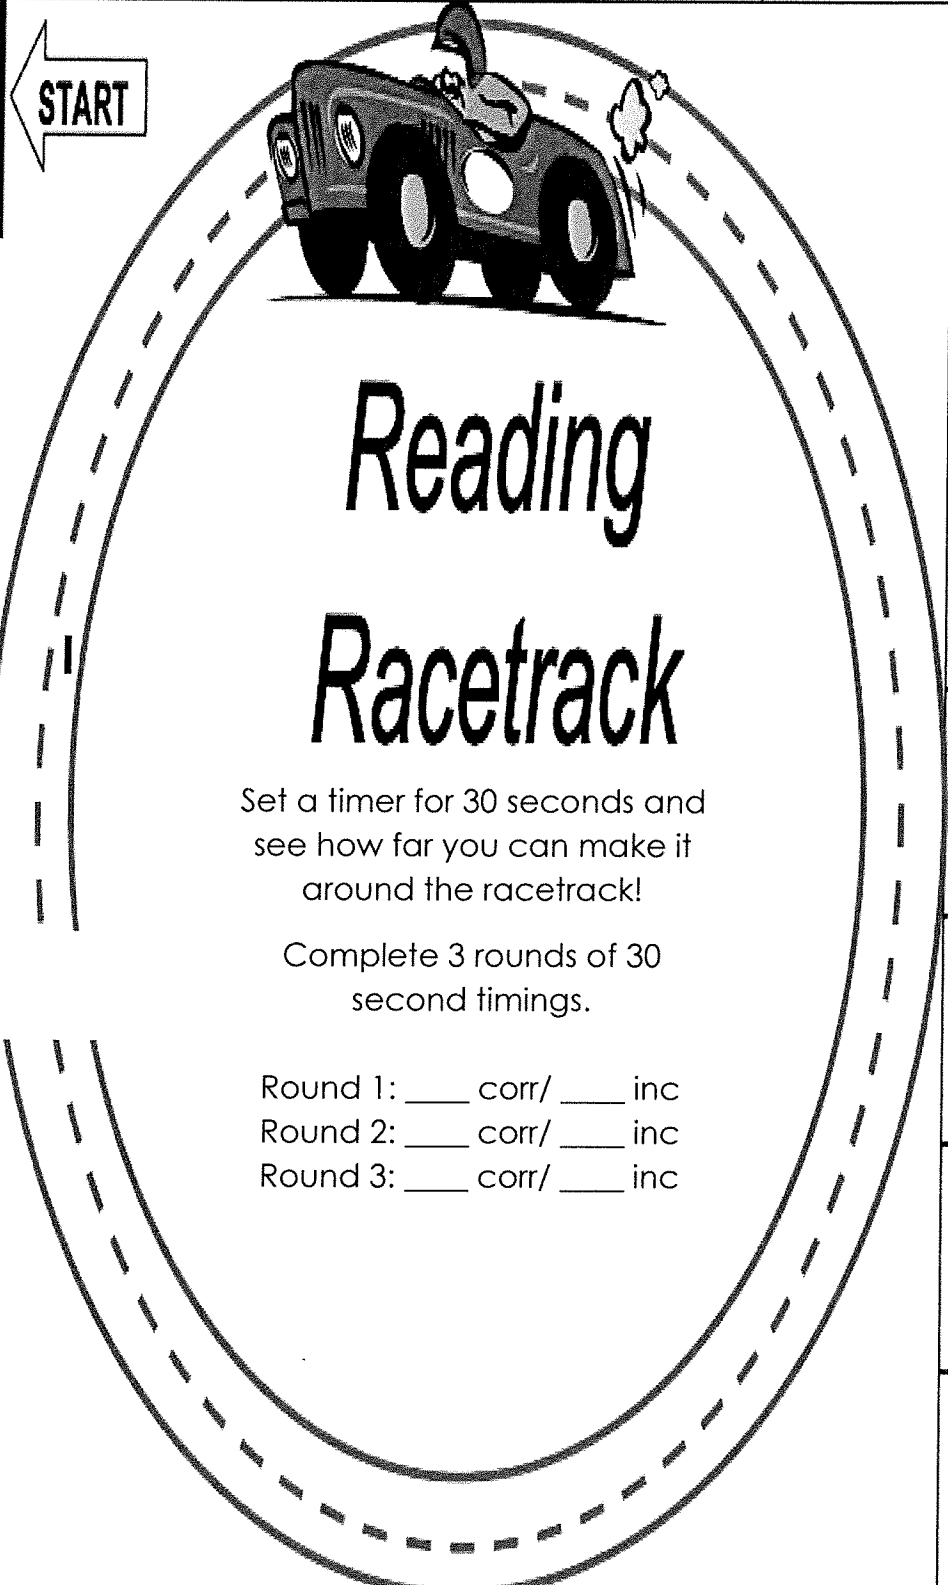 START
Reading
Racetrack
Set a timer for 30 seconds and
see how far you can make it
around the racetrack!
Complete 3 rounds of 30
second timings.
Round 1: ____ corr/ ____ inc
Round 2: ____ corr/ ____ inc
Round 3: ____ corr/ ____ inc